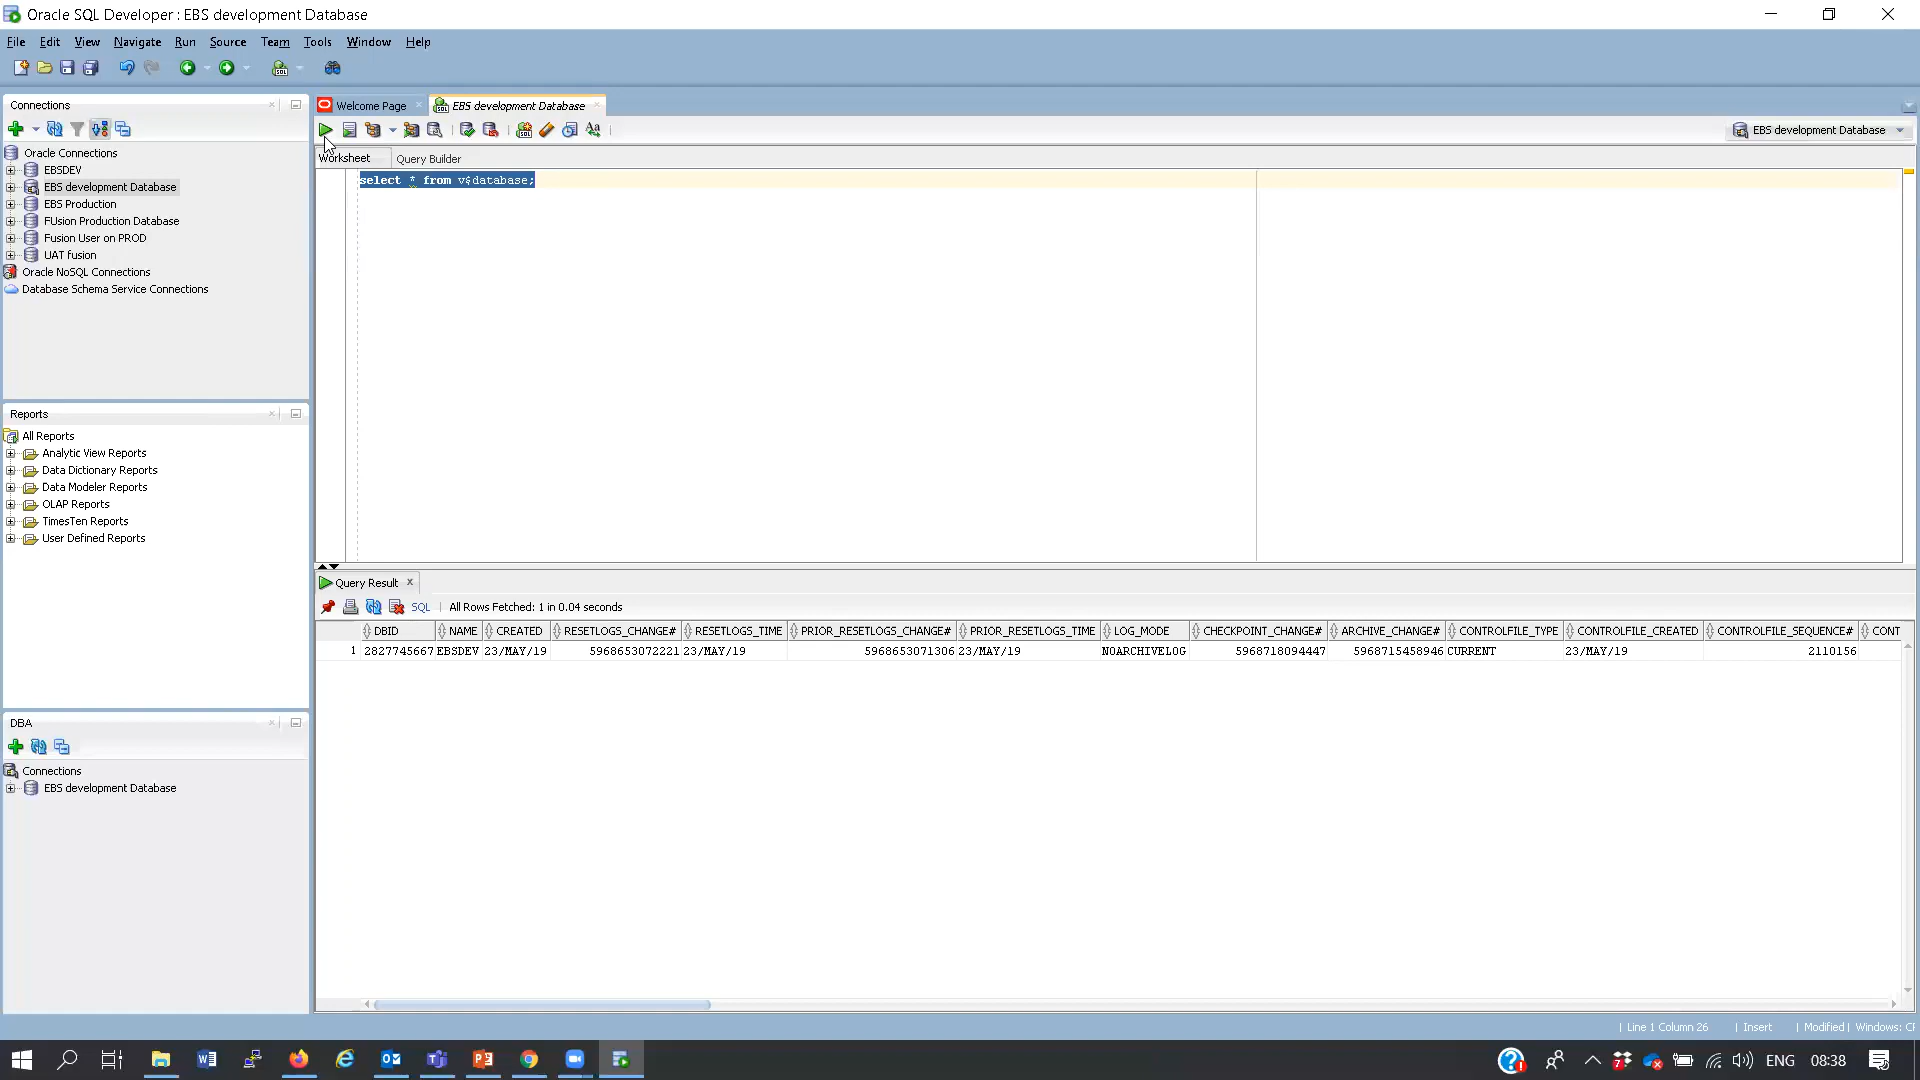 Oracle SQL Developer : EBS development Database
File Edit View Navigate Run Source Team Tools Window Help
Connections
Oracle Connections
EBSDEV
EBS development Database
EBS Production
FUsion Production Database
Fusion User on PROD
UAT fusion
Oracle NoSQL Connections
Database Schema Service Connections
Reports
All Reports
Analytic View Reports
Data Dictionary Reports
Data Modeler Reports
OLAP Reports
TimesTen Reports
User Defined Reports
DBA
Connections
EBS development Database
Welcome Page EBS development Database
EBS development Database
Worksheet Query Builder
select * from v$database;
Query Result
SQL All Rows Fetched: 1 in 0.04 seconds
DBID NAME CREATED RESETLOGS_CHANGE# RESETLOGS_TIME PRIOR_RESETLOGS_CHANGE# PRIOR_RESETLOGS_TIME LOG_MODE CHECKPOINT_CHANGE# ARCHIVE_CHANGE# CONTROLFILE_TYPE CONTROLFILE_CREATED CONTROLFILE_SEQUENCE# CONT
1 2827745667 EBSDEV 23/MAY/19 5968653072221 23/MAY/19 5968653071306 23/MAY/19 NOARCHIVELOG 5968718094447 5968715458946 CURRENT 23/MAY/19 2110156
Line 1 Column 26 Insert Modified Windows: CF
ENG 08:38